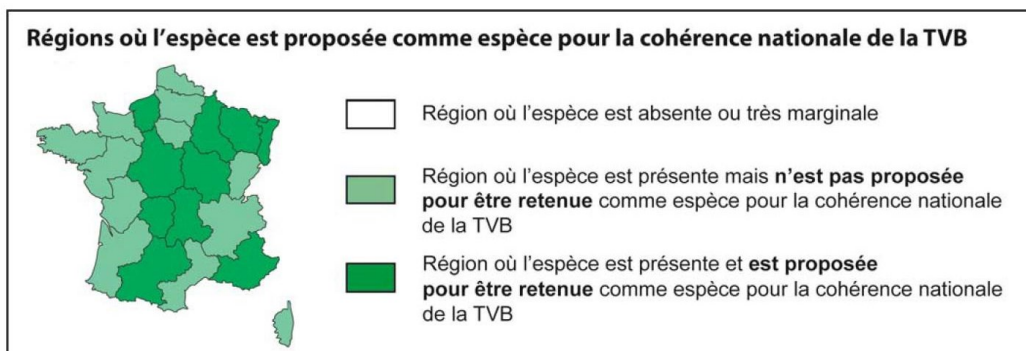 Régions où l’espèce est proposée comme espèce pour la cohérence nationale de la TVB
Région où l’espèce est absente ou très marginale
Région où l’espèce est présente mais n’est pas proposée
pour être retenue comme espèce pour la cohérence nationale
de la TVB
Région où l’espèce est présente et est proposée
pour être retenue comme espèce pour la cohérence nationale
de la TVB